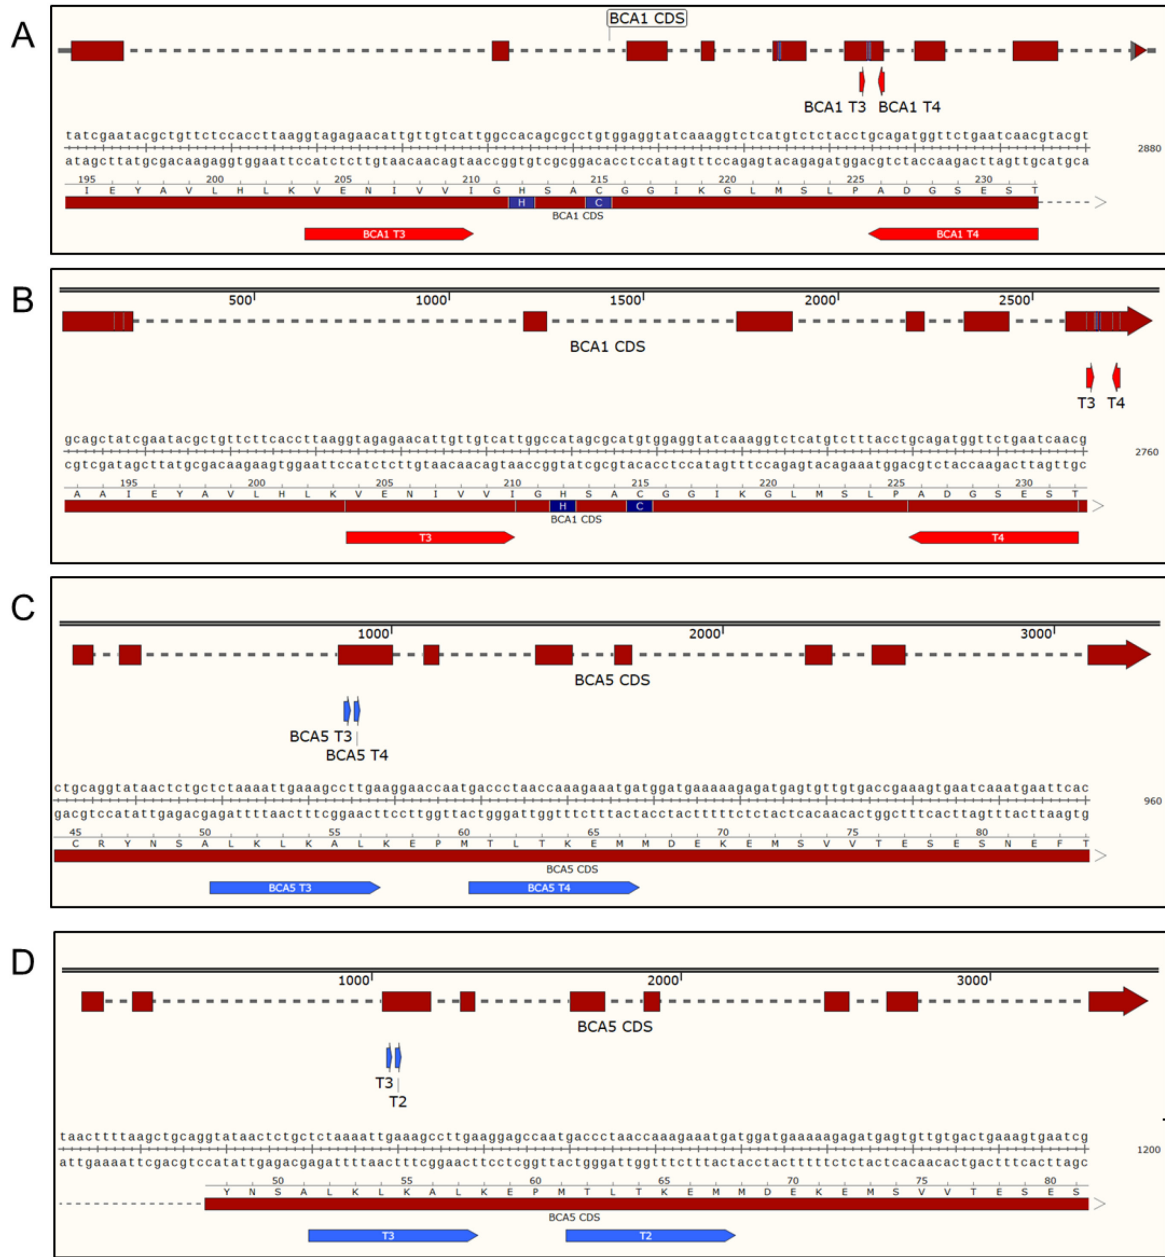 A
BCA1 CDS
BCA1 T3 BCA1 T4
tatcgaatacgctgttctccaccttaaggtagagaacattgttgtcattggccacagcgcctgtggaggtatcaaaggtctcatgtctctacctgcagatggttctgaatcaacgtacgt
atagcttatgcgacaagaggtggaattccatctcttgtaacaacagtaaccggtgtcgcggacacctccatagtttccagagtacagagatggacgtctaccaagacttagttgcatgca
2880
195 200 205 210 215 220 225 230
I E Y A V L H L K V E N I V V I G H S A C G G I K G L M S L P A D G S E S T
BCA1 CDS
BCA1 T3 BCA1 T4
B
500 1000 1500 2000 2500
BCA1 CDS
T3 T4
gcagctatcgaatacgctgttcttcaccttaaggtagagaacattgttgtcattggccatagcgcatgtggaggtatcaaaggtctcatgtctttacctgcagatggttctgaatcaacg
cgtcgatagcttatgcgacaagaagtggaattccatctcttgtaacaacagtaaccggtatcgcgtacacctccatagtttccagagtacagaaatggacgtctaccaagacttagttgc
2760
195 200 205 210 215 220 225 230
A A I E Y A V L H L K V E N I V V I G H S A C G G I K G L M S L P A D G S E S T
BCA1 CDS
T3 T4
C
1000 2000 3000
BCA5 CDS
BCA5 T3
BCA5 T4
ctgcaggtataactctgctctaaaattgaaagccttgaaggaaccaatgaccctaaccaaagaaatgatggatgaaaaagagatgagtgttgtgaccgaaagtgaatcaaatgaattcac
gacgtccatattgagacgagattttaactttcggaacttccttggttactgggattggtttctttactacctactttttctctactcacaacactggctttcacttagtttacttaagtg
960
45 50 55 60 65 70 75 80
C R Y N S A L K L K A L K E P M T L T K E M M D E K E M S V V T E S E S N E F T
BCA5 CDS
BCA5 T3 BCA5 T4
D
1000 2000 3000
BCA5 CDS
T3
T2
taacttttaagctgcaggtataactctgctctaaaattgaaagccttgaaggagccaatgaccctaaccaaagaaatgatggatgaaaaagagatgagtgttgtgactgaaagtgaatcg
attgaaaattcgacgtccatattgagacgagattttaactttcggaacttcctcggttactgggattggtttctttactacctactttttctctactcacaacactgactttcacttagc
1200
50 55 60 65 70 75 80
Y N S A L K L K A L K E P M T L T K E M M D E K E M S V V T E S E S
BCA5 CDS
T3 T2